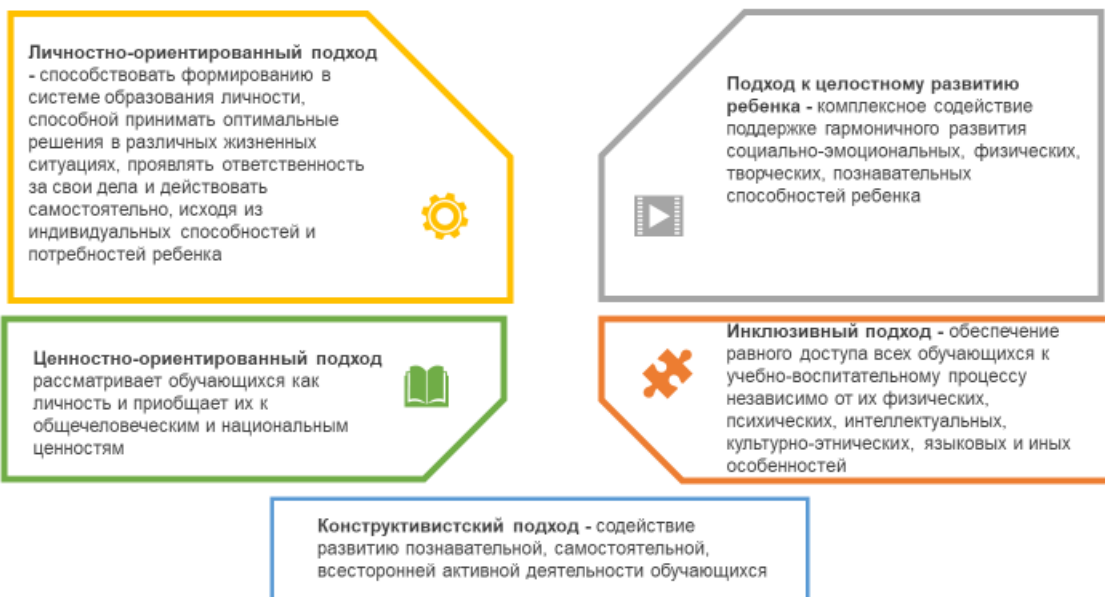 Личностно-ориентированный подход
- способствовать формированию в
системе образования личности,
способной принимать оптимальные
решения в различных жизненных
ситуациях, проявлять ответственность
за свои дела и действовать
самостоятельно, исходя из
индивидуальных способностей и
потребностей ребенка
Подход к целостному развитию
ребенка - комплексное содействие
поддержке гармоничного развития
социально-эмоциональных, физических,
творческих, познавательных
способностей ребенка
Ценностно-ориентированный подход
рассматривает обучающихся как
личность и приобщает их к
общечеловеческим и национальным
ценностям
Инклюзивный подход - обеспечение
равного доступа всех обучающихся к
учебно-воспитательному процессу
независимо от их физических,
психических, интеллектуальных,
культурно-этнических, языковых и иных
особенностей
Конструктивистский подход - содействие
развитию познавательной, самостоятельной,
всесторонней активной деятельности обучающихся